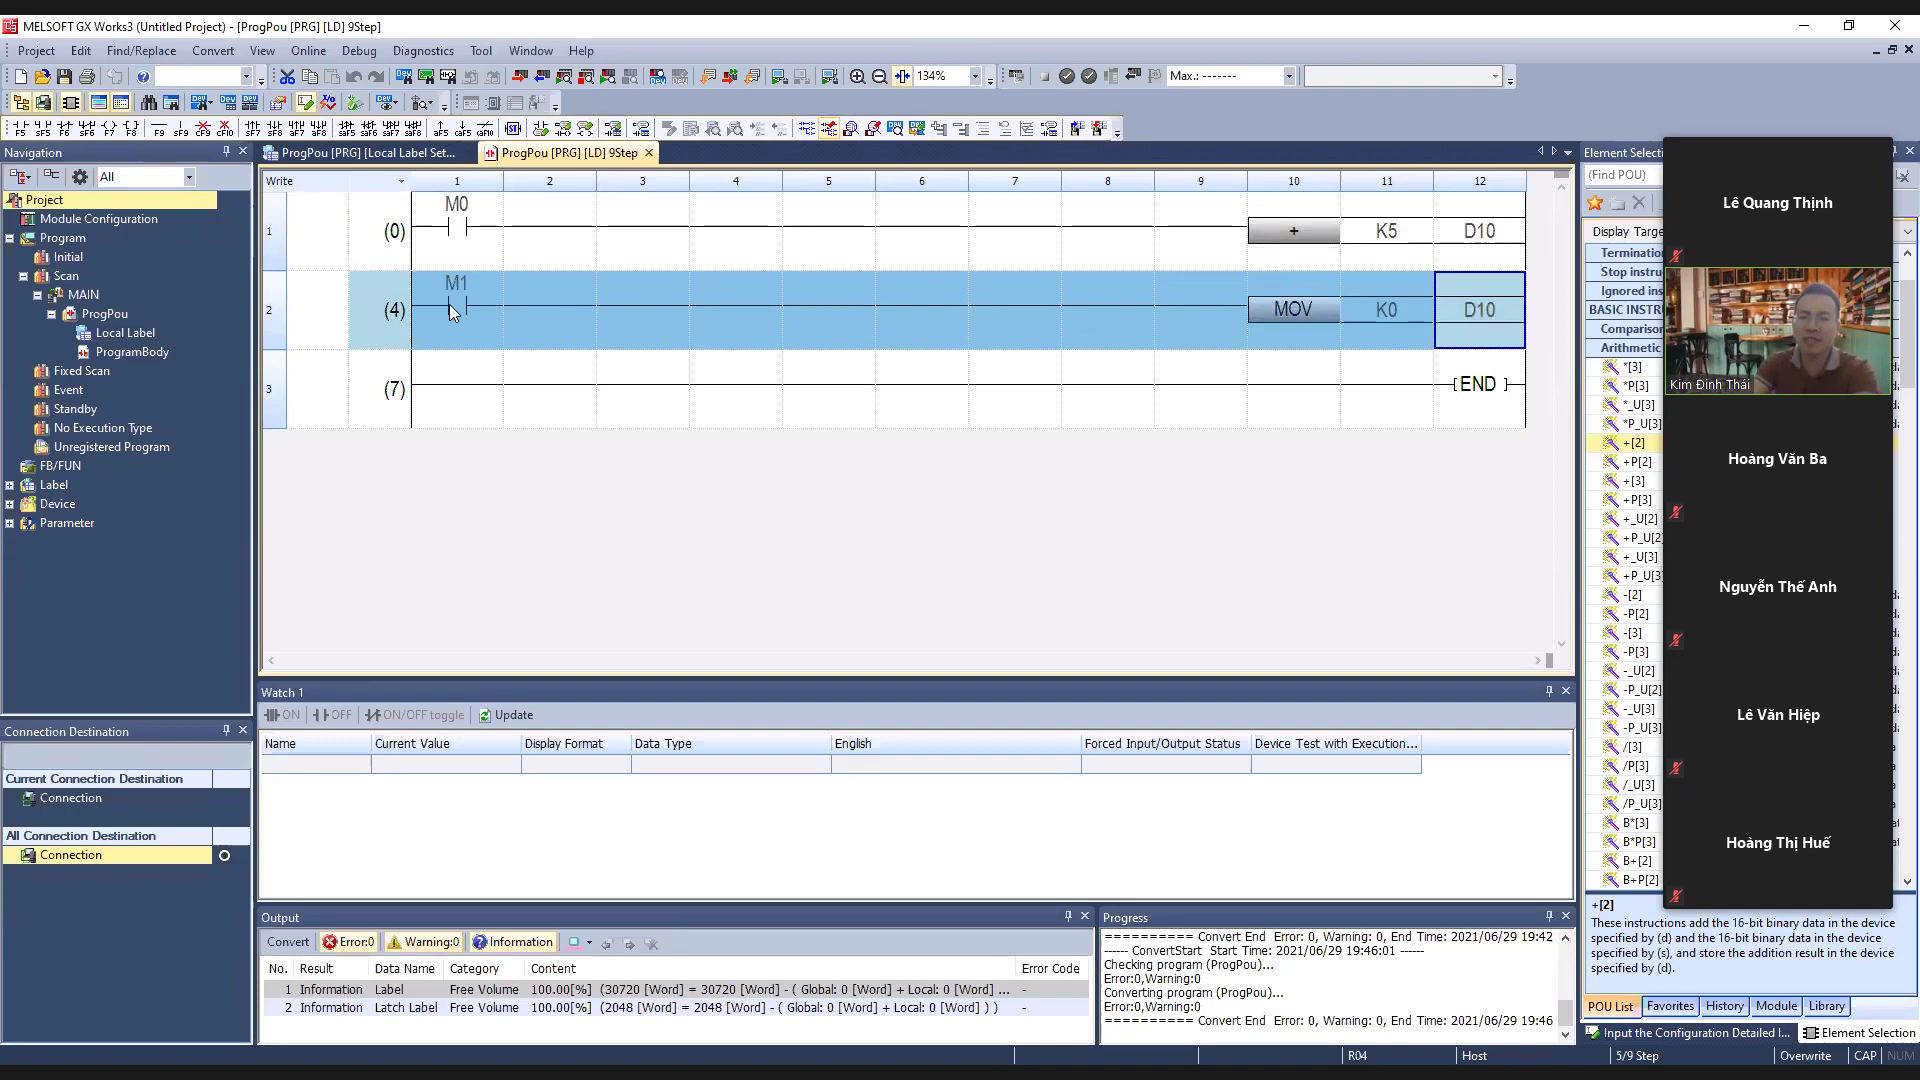 MELSOFT GX Works3 (Untitled Project) - [ProgPou [PRG] [LD] 9Step]
Project Edit Find/Replace Convert View Online Debug Diagnostics Tool Window Help
134%
Max.: -------
Navigation
All
Project
Module Configuration
Program
Initial
Scan
MAIN
ProgPou
Local Label
ProgramBody
Fixed Scan
Event
Standby
No Execution Type
Unregistered Program
FB/FUN
Label
Device
Parameter
Connection Destination
Current Connection Destination
Connection
All Connection Destination
Connection
ProgPou [PRG] [Local Label Set...
ProgPou [PRG] [LD] 9Step
Write 1 2 3 4 5 6 7 8 9 10 11 12
M0
1 (0) + K5 D10
M1
2 (4) MOV K0 D10
3 (7) END
Watch 1
ON OFF ON/OFF toggle Update
Name Current Value Display Format Data Type English Forced Input/Output Status Device Test with Execution...
Output
Convert Error:0 Warning:0 Information
No. Result Data Name Category Content Error Code
1 Information Label Free Volume 100.00[%] (30720 [Word] = 30720 [Word] - ( Global: 0 [Word] + Local: 0 [Word] ... -
2 Information Latch Label Free Volume 100.00[%] (2048 [Word] = 2048 [Word] - ( Global: 0 [Word] + Local: 0 [Word] ) ) -
Progress
========== Convert End Error: 0, Warning: 0, End Time: 2021/06/29 19:42
------ ConvertStart Start Time: 2021/06/29 19:46:01 ------
Checking program (ProgPou)...
Error:0,Warning:0
Converting program (ProgPou)...
Error:0,Warning:0
========== Convert End Error: 0, Warning: 0, End Time: 2021/06/29 19:46
Element Selecti
(Find POU)
Display Targe
Terminatio
Stop instru
Ignored ins
BASIC INSTRU
Comparison
Arithmetic
*[3]
*P[3]
*_U[3]
*P_U[3]
+[2]
+P[2]
+[3]
+P[3]
+_U[2]
+P_U[2]
+_U[3]
+P_U[3]
-[2]
-P[2]
-[3]
-P[3]
-_U[2]
-P_U[2]
-_U[3]
-P_U[3]
/[3]
/P[3]
/_U[3]
/P_U[3]
B*[3]
B*P[3]
B+[2]
B+P[2]
Lê Quang Thịnh
Kim Đình Thái
Hoàng Văn Ba
Nguyễn Thế Anh
Lê Văn Hiệp
Hoàng Thị Huế
+[2]
These instructions add the 16-bit binary data in the device
specified by (d) and the 16-bit binary data in the device
specified by (s), and store the addition result in the device
specified by (d).
POU List Favorites History Module Library
Input the Configuration Detailed I... Element Selection
R04 Host 5/9 Step Overwrite CAP NUM